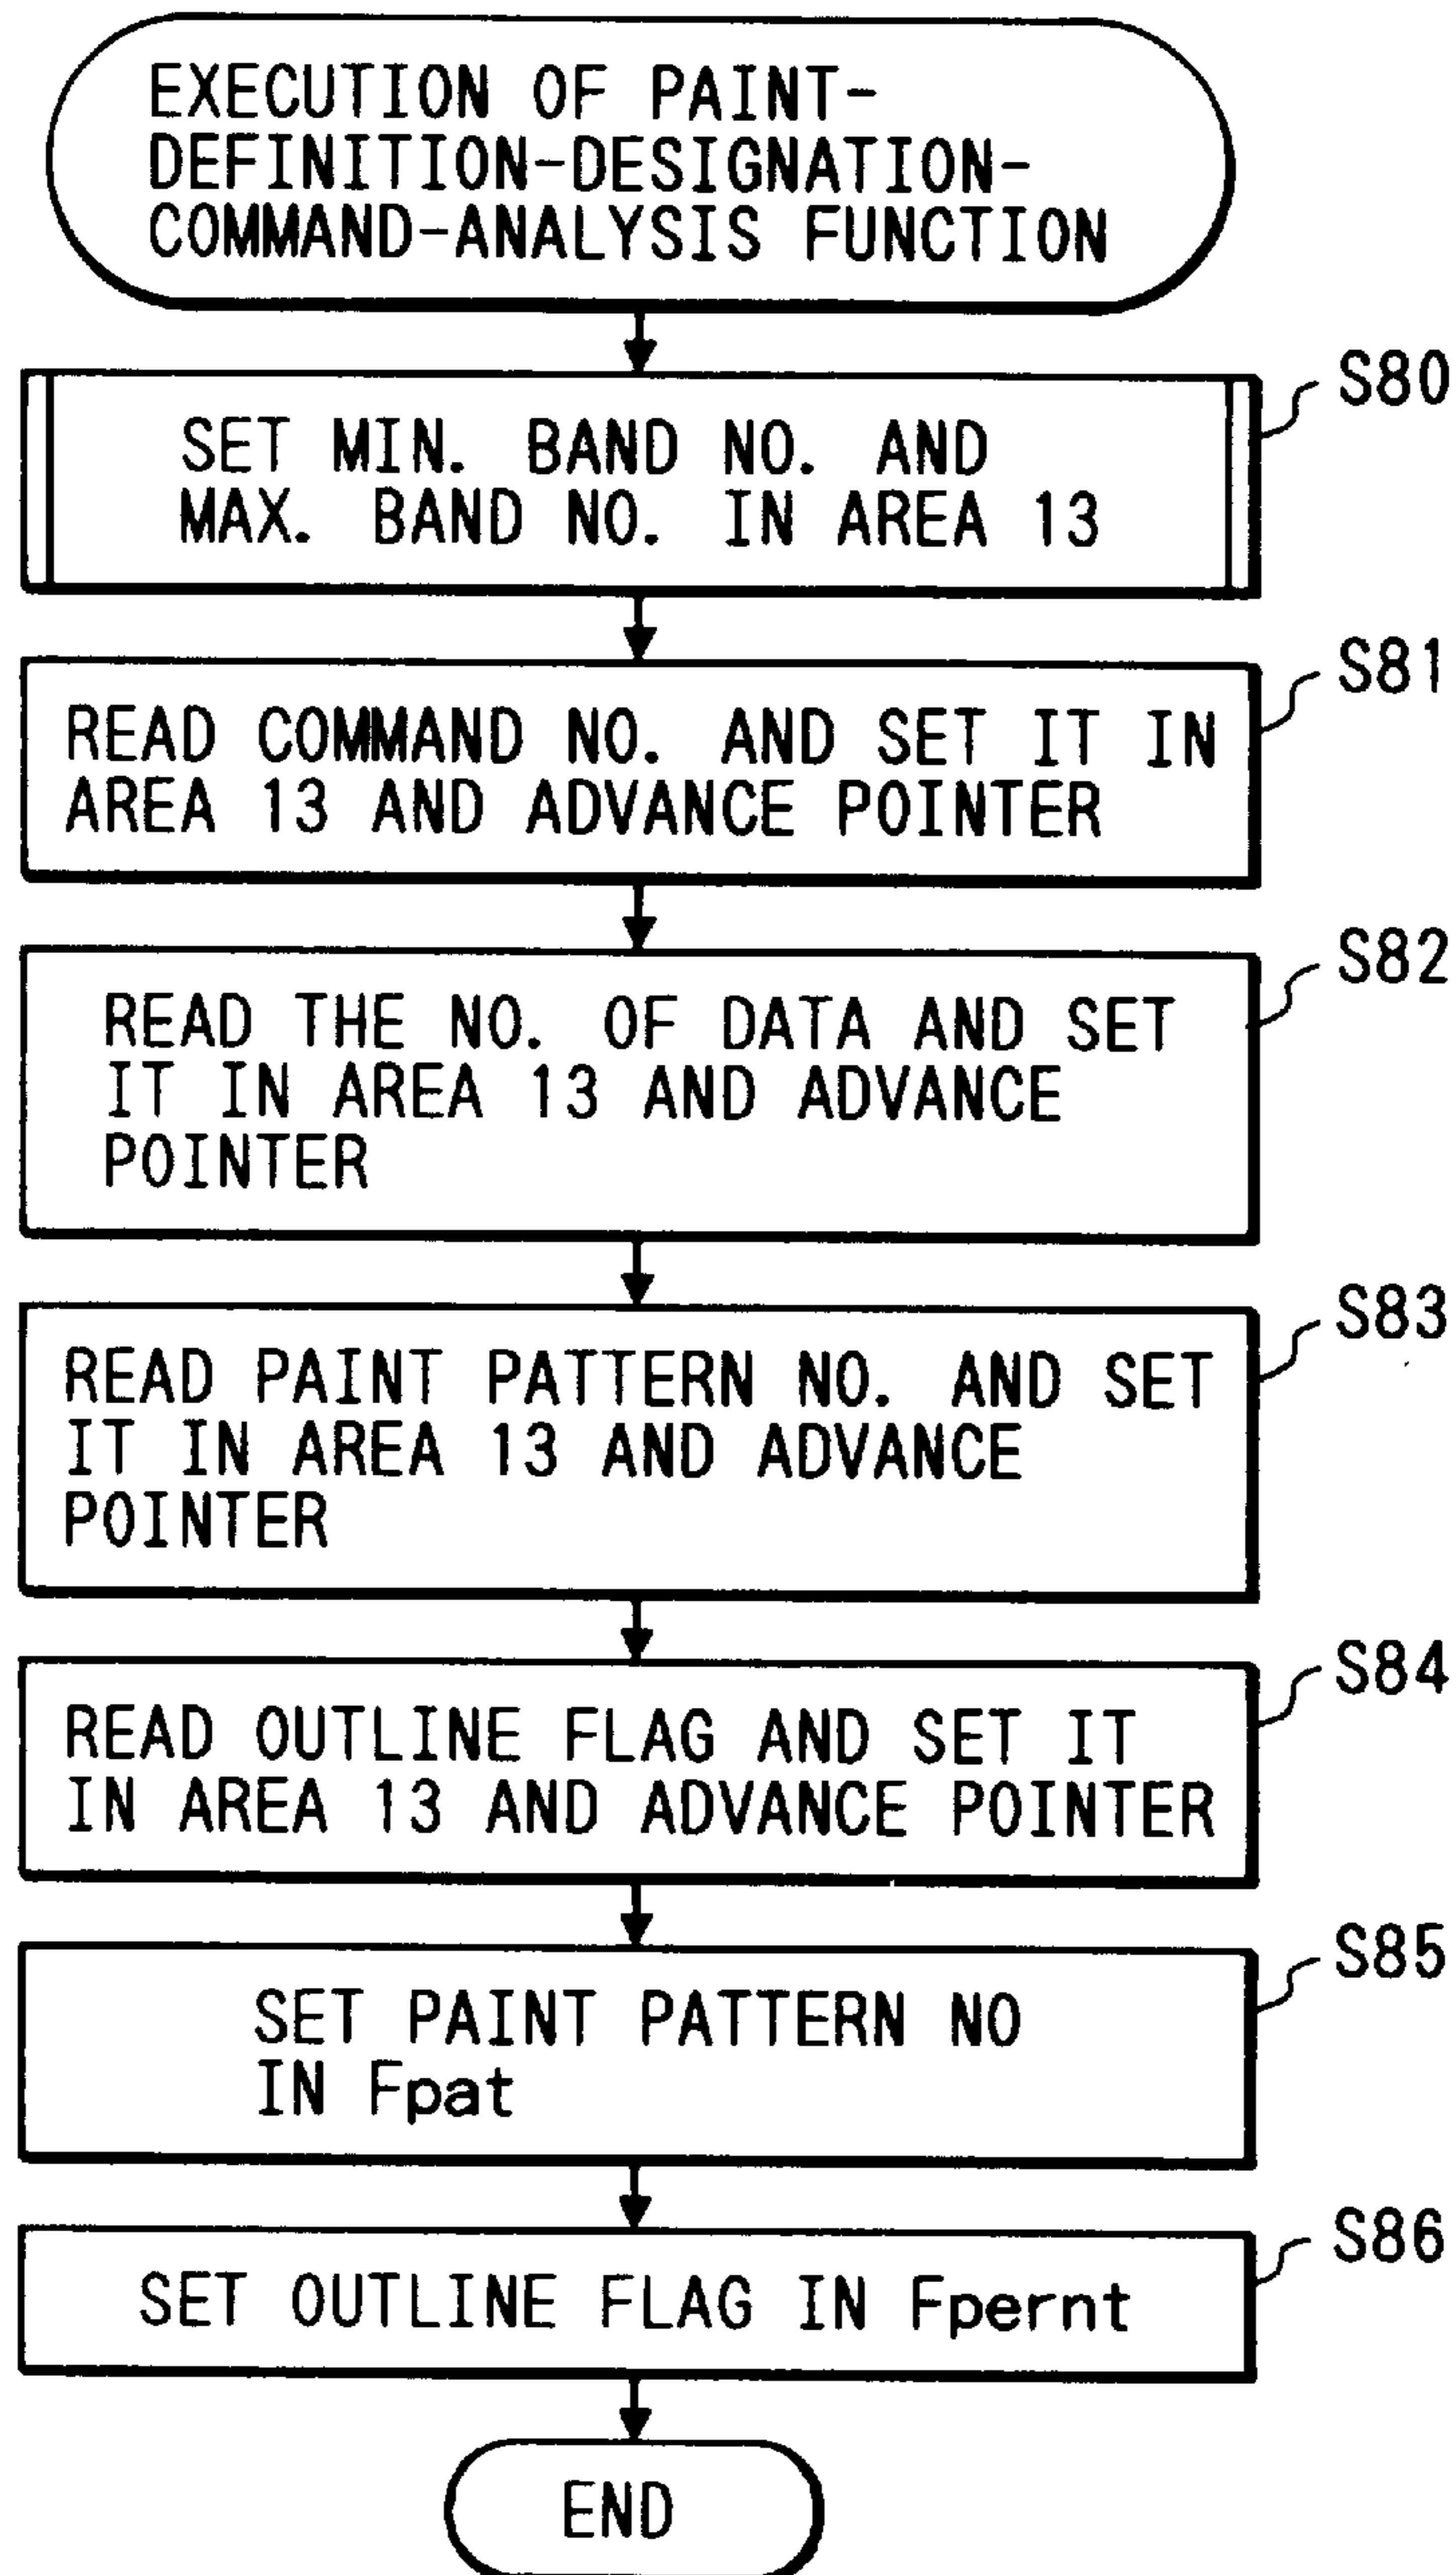 EXECUTION OF PAINT-
DEFINITION-DESIGNATION-
COMMAND-ANALYSIS FUNCTION
S80
SET MIN. BAND NO. AND
MAX. BAND NO. IN AREA 13
S81
READ COMMAND NO. AND SET IT IN
AREA 13 AND ADVANCE POINTER
S82
READ THE NO. OF DATA AND SET
IT IN AREA 13 AND ADVANCE
POINTER
S83
READ PAINT PATTERN NO. AND SET
IT IN AREA 13 AND ADVANCE
POINTER
S84
READ OUTLINE FLAG AND SET IT
IN AREA 13 AND ADVANCE POINTER
S85
SET PAINT PATTERN NO
IN Fpat
S86
SET OUTLINE FLAG IN Fpernt
END